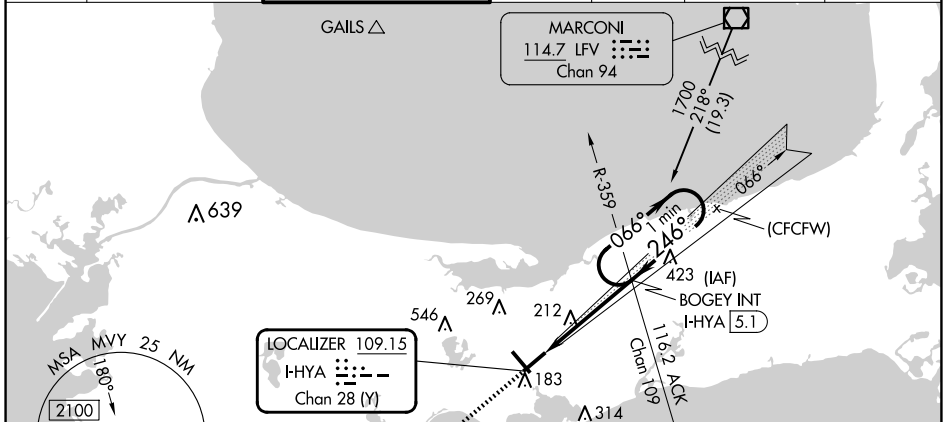 GAILS
MARCONI
114.7 LFV
Chan 94
1700
218°
(19.3)
R-359
066°
639
066°
1 min
246°
(CFCFW)
423
(IAF)
BOGEY INT
I-HYA 5.1
269
212
546
LOCALIZER 109.15
I-HYA
Chan 28 (Y)
183
116.2 ACK
Chan 109
MSA MVY 25 NM
180°
2100
314